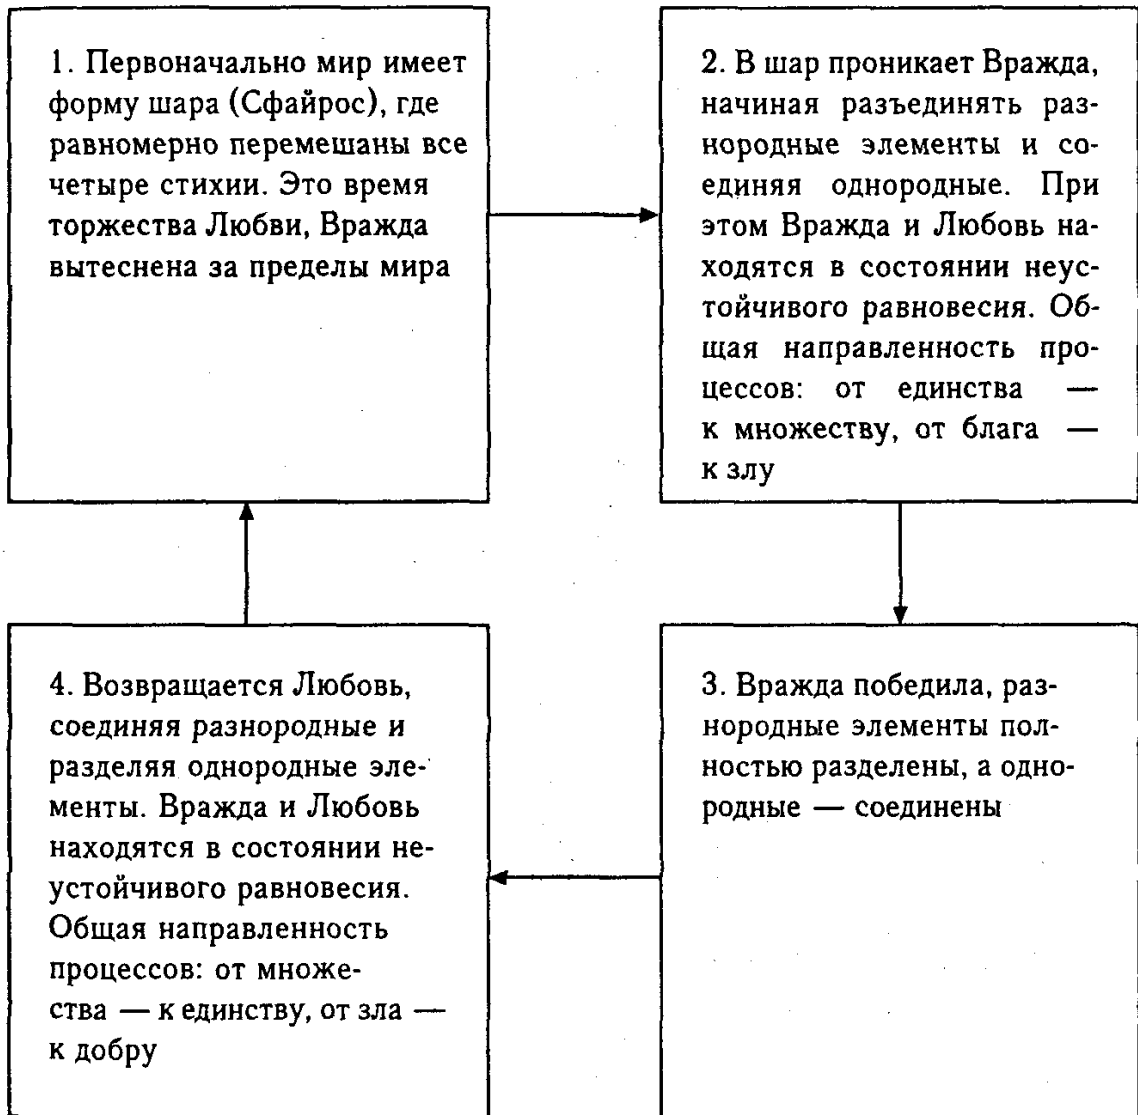 1. Первоначально мир имеет
форму шара (Сфайрос), где
равномерно перемешаны все
четыре стихии. Это время
торжества Любви, Вражда
вытеснена за пределы мира
2. В шар проникает Вражда,
начиная разъединять раз-
нородные элементы и со-
единяя однородные. При
этом Вражда и Любовь на-
ходятся в состоянии неус-
тойчивого равновесия. Об-
щая направленность про-
цессов: от единства —
к множеству, от блага —
к злу
3. Вражда победила, раз-
нородные элементы пол-
ностью разделены, а одно-
родные — соединены
4. Возвращается Любовь,
соединяя разнородные и
разделяя однородные эле-
менты. Вражда и Любовь
находятся в состоянии не-
устойчивого равновесия.
Общая направленность
процессов: от множе-
ства — к единству, от зла —
к добру